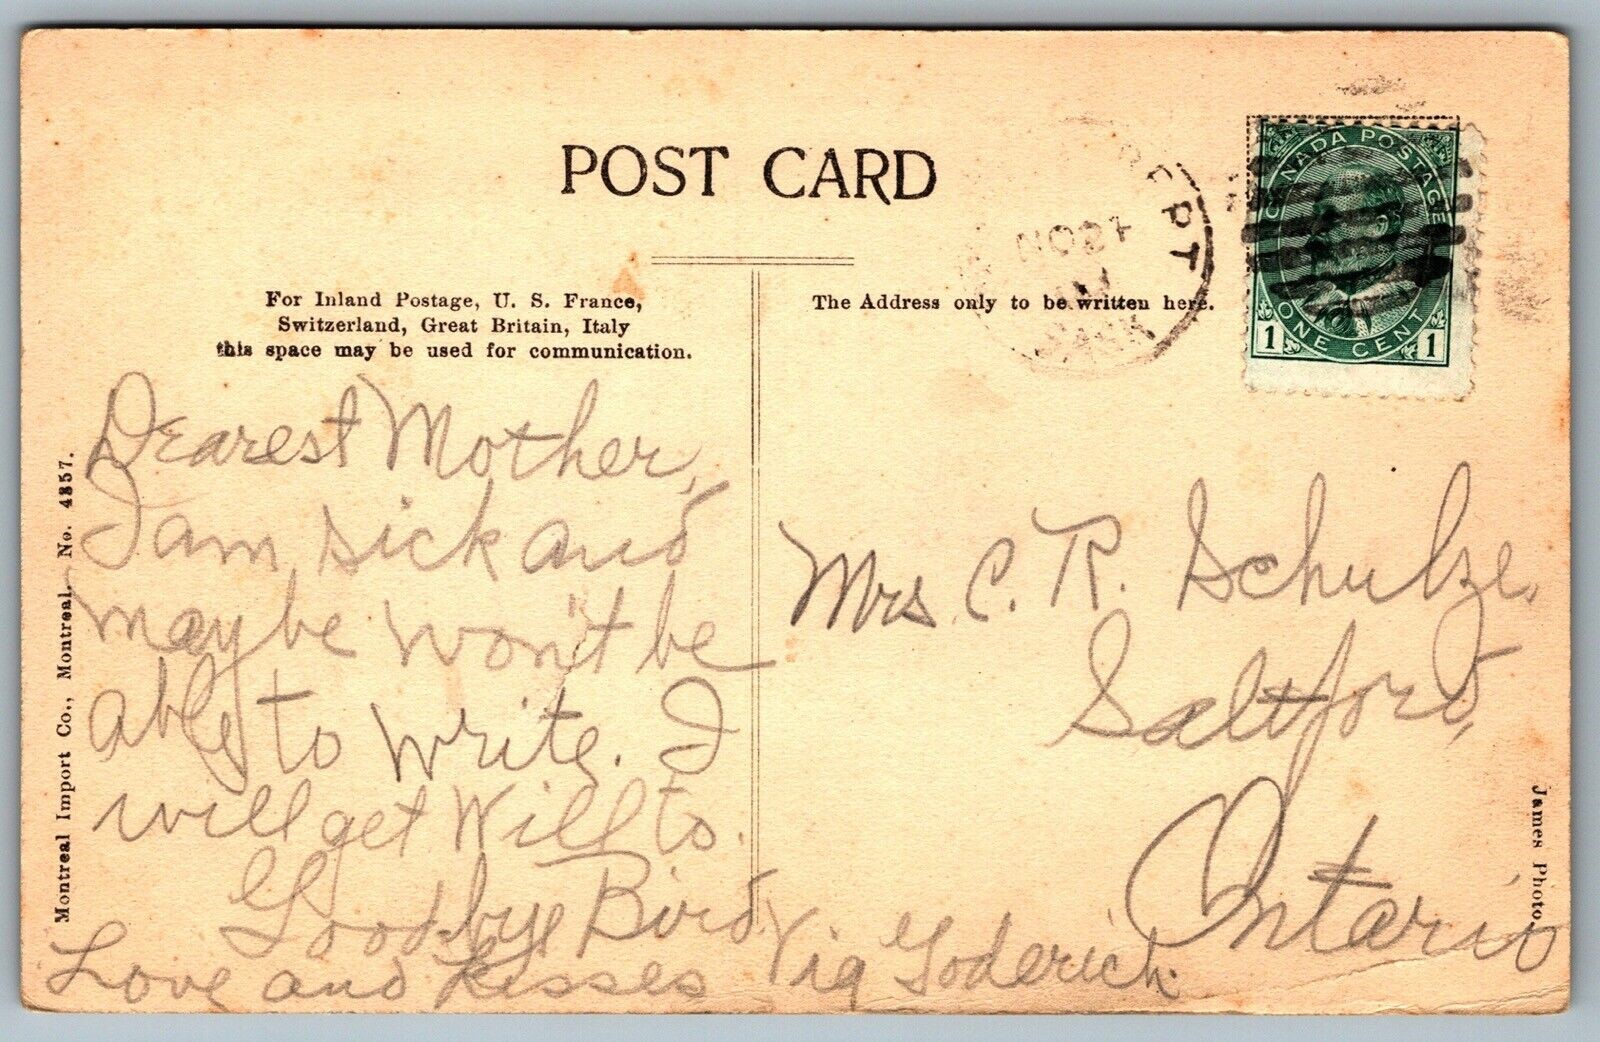 POST CARD
For Inland Postage, U. S. France,
Switzerland, Great Britain, Italy
this space may be used for communication.
The Address only to be written here.
CANADA POSTAGE
ONE CENT
1 1
Dearest Mother,
I am sick and
maybe won't be
able to write. I
will get Will to.
Goodbye Bird
Love and Kisses
Mrs C. R. Schulze,
Saltford,
Ontario
Via Goderich.
Montreal Import Co., Montreal. No. 4857.
James Photo.